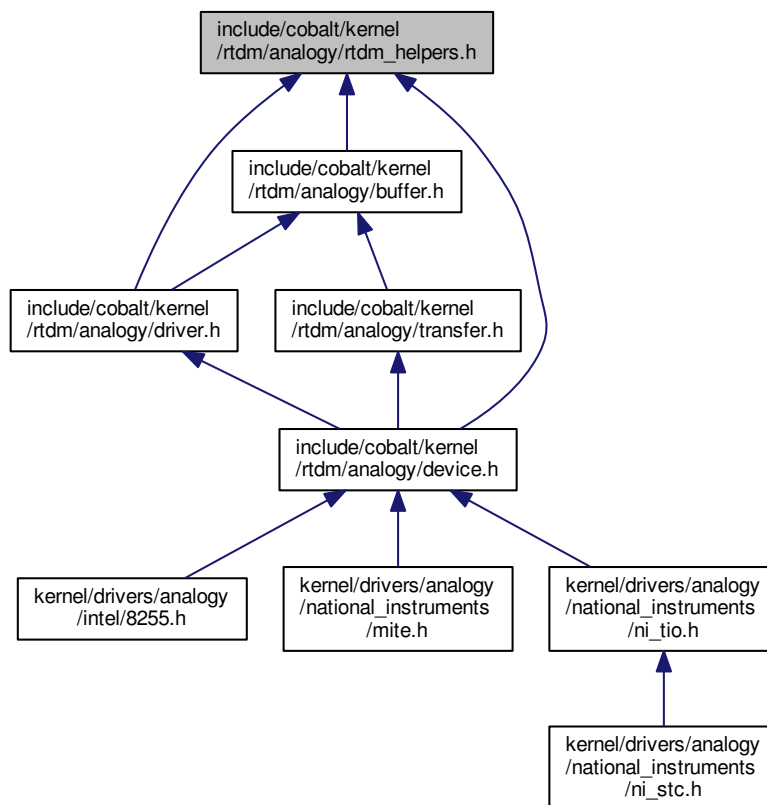 include/cobalt/kernel
/rtdm/analogy/rtdm_helpers.h
include/cobalt/kernel
/rtdm/analogy/buffer.h
include/cobalt/kernel
/rtdm/analogy/driver.h
include/cobalt/kernel
/rtdm/analogy/transfer.h
include/cobalt/kernel
/rtdm/analogy/device.h
kernel/drivers/analogy
/intel/8255.h
kernel/drivers/analogy
/national_instruments
/mite.h
kernel/drivers/analogy
/national_instruments
/ni_tio.h
kernel/drivers/analogy
/national_instruments
/ni_stc.h